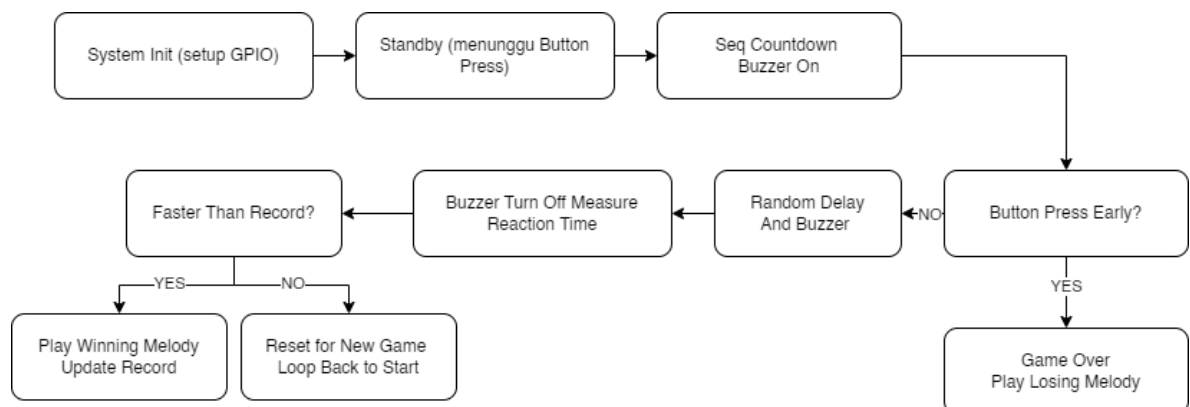 System Init (setup GPIO)
Standby (menunggu Button
Press)
Seq Countdown
Buzzer On
Button Press Early?
NO
Random Delay
And Buzzer
Buzzer Turn Off Measure
Reaction Time
Faster Than Record?
YES
NO
Play Winning Melody
Update Record
Reset for New Game
Loop Back to Start
YES
Game Over
Play Losing Melody